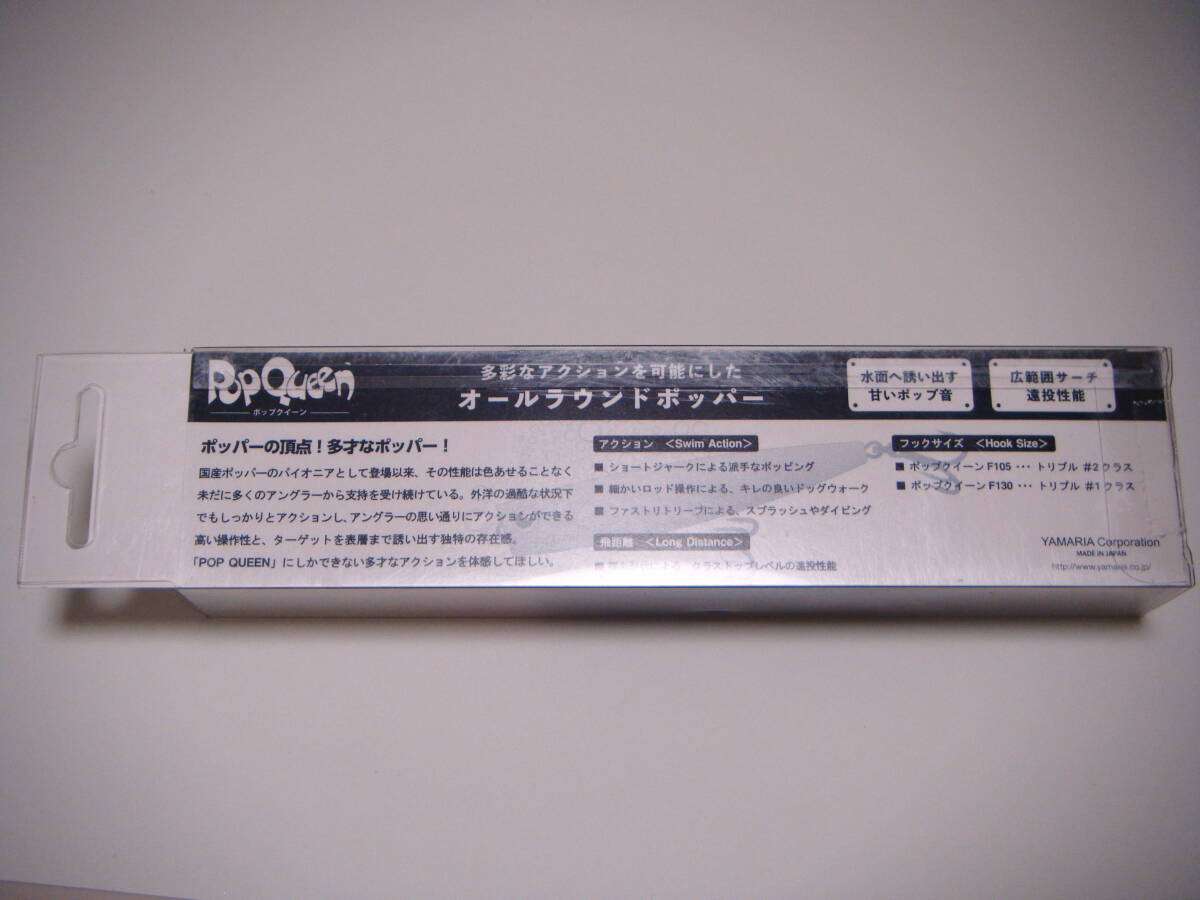 POP QUEEN
ポップクイーン
多彩なアクションを可能にした
オールラウンドポッパー
水面へ誘い出す
甘いポップ音
広範囲サーチ
遠投性能
ポッパーの頂点！多才なポッパー！
国産ポッパーのパイオニアとして登場以来、その性能は色あせることなく
未だに多くのアングラーから支持を受け続けている。外洋の過酷な状況下
でもしっかりとアクションし、アングラーの思い通りにアクションができる
高い操作性と、ターゲットを表層まで誘い出す独特の存在感。
「POP QUEEN」にしかできない多才なアクションを体感してほしい。
アクション <Swim Action>
■ ショートジャークによる派手なポッピング
■ 細かいロッド操作による、キレの良いドッグウォーク
■ ファストリトリーブによる、スプラッシュやダイビング
飛距離 <Long Distance>
クラストップレベルの遠投性能
フックサイズ <Hook Size>
■ ポップクイーン F105 ･･･ トリプル #2 クラス
■ ポップクイーン F130 ･･･ トリプル #1 クラス
YAMARIA Corporation
MADE IN JAPAN
http://www.yamaria.co.jp/